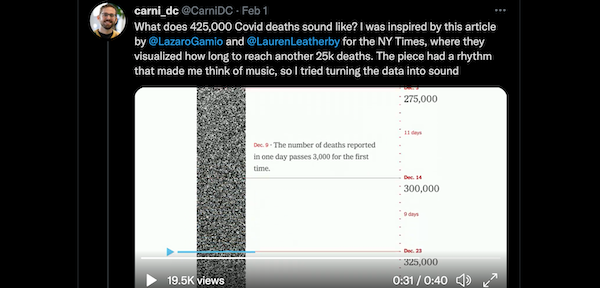 carni_dc @CarniDC · Feb 1
What does 425,000 Covid deaths sound like? I was inspired by this article
by @LazaroGamio and @LaurenLeatherby for the NY Times, where they
visualized how long to reach another 25k deaths. The piece had a rhythm
that made me think of music, so I tried turning the data into sound
275,000
11 days
Dec. 9 · The number of deaths reported
in one day passes 3,000 for the first
time.
Dec. 14
300,000
9 days
Dec. 23
325,000
19.5K views
0:31 / 0:40